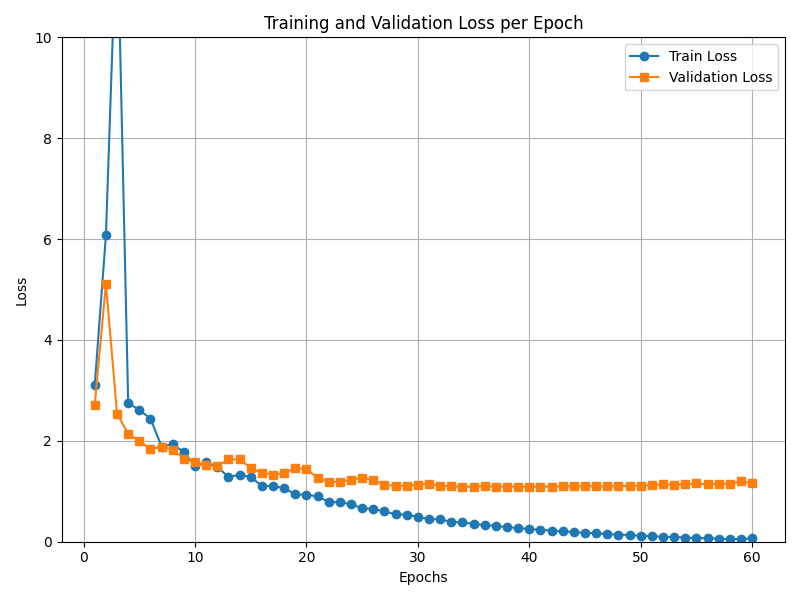 Training and Validation Loss per Epoch
Train Loss
Validation Loss
Loss
10
8
6
4
2
0
0 10 20 30 40 50 60
Epochs